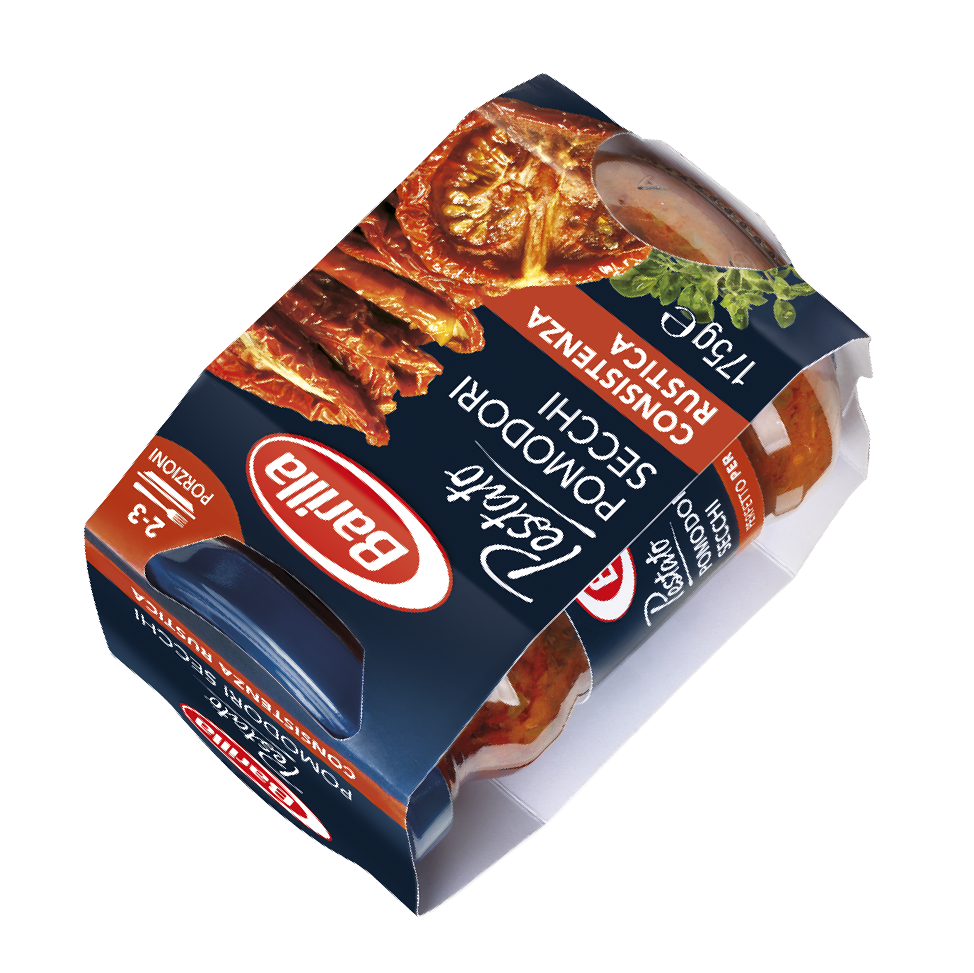 Barilla
Pestato
POMODORI
SECCHI
CONSISTENZA
RUSTICA
175g e
2-3
PORZIONI
Pestato
POMODORI
SECCHI
PERFETTO PER
CONSISTENZA RUSTICA
POMODORI SECCHI
Pestato
Barilla